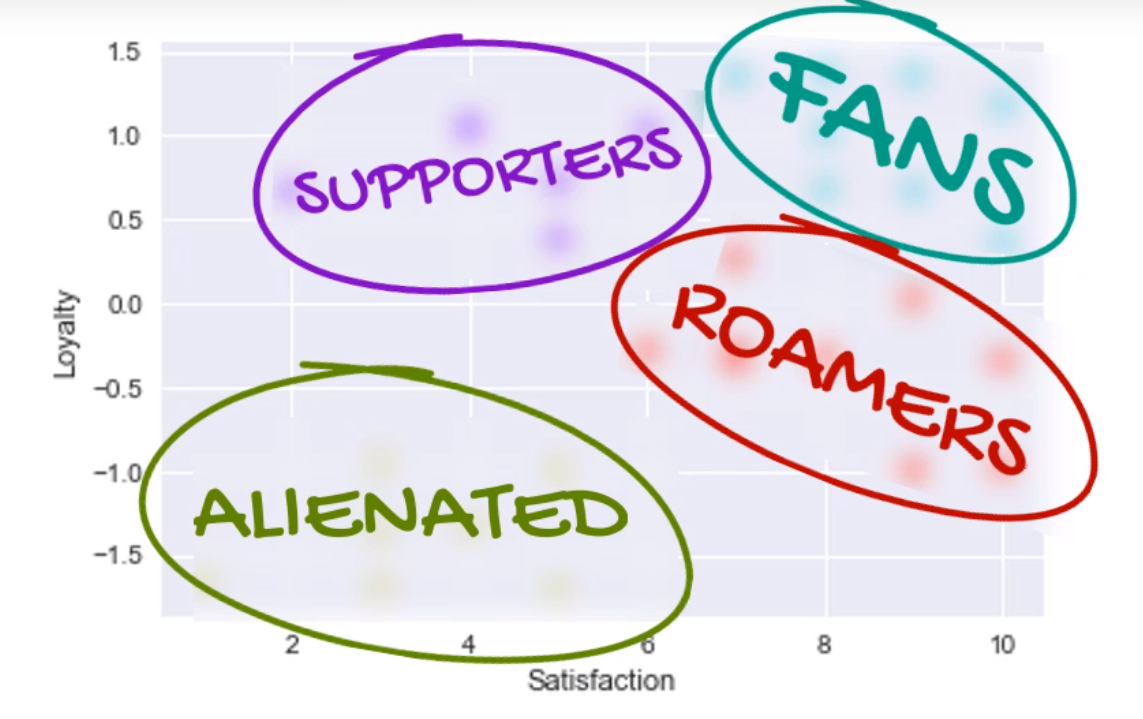 1.5
1.0
0.5
0.0
−0.5
−1.0
−1.5
Loyalty
SUPPORTERS
FANS
ROAMERS
ALIENATED
2 4 6 8 10
Satisfaction